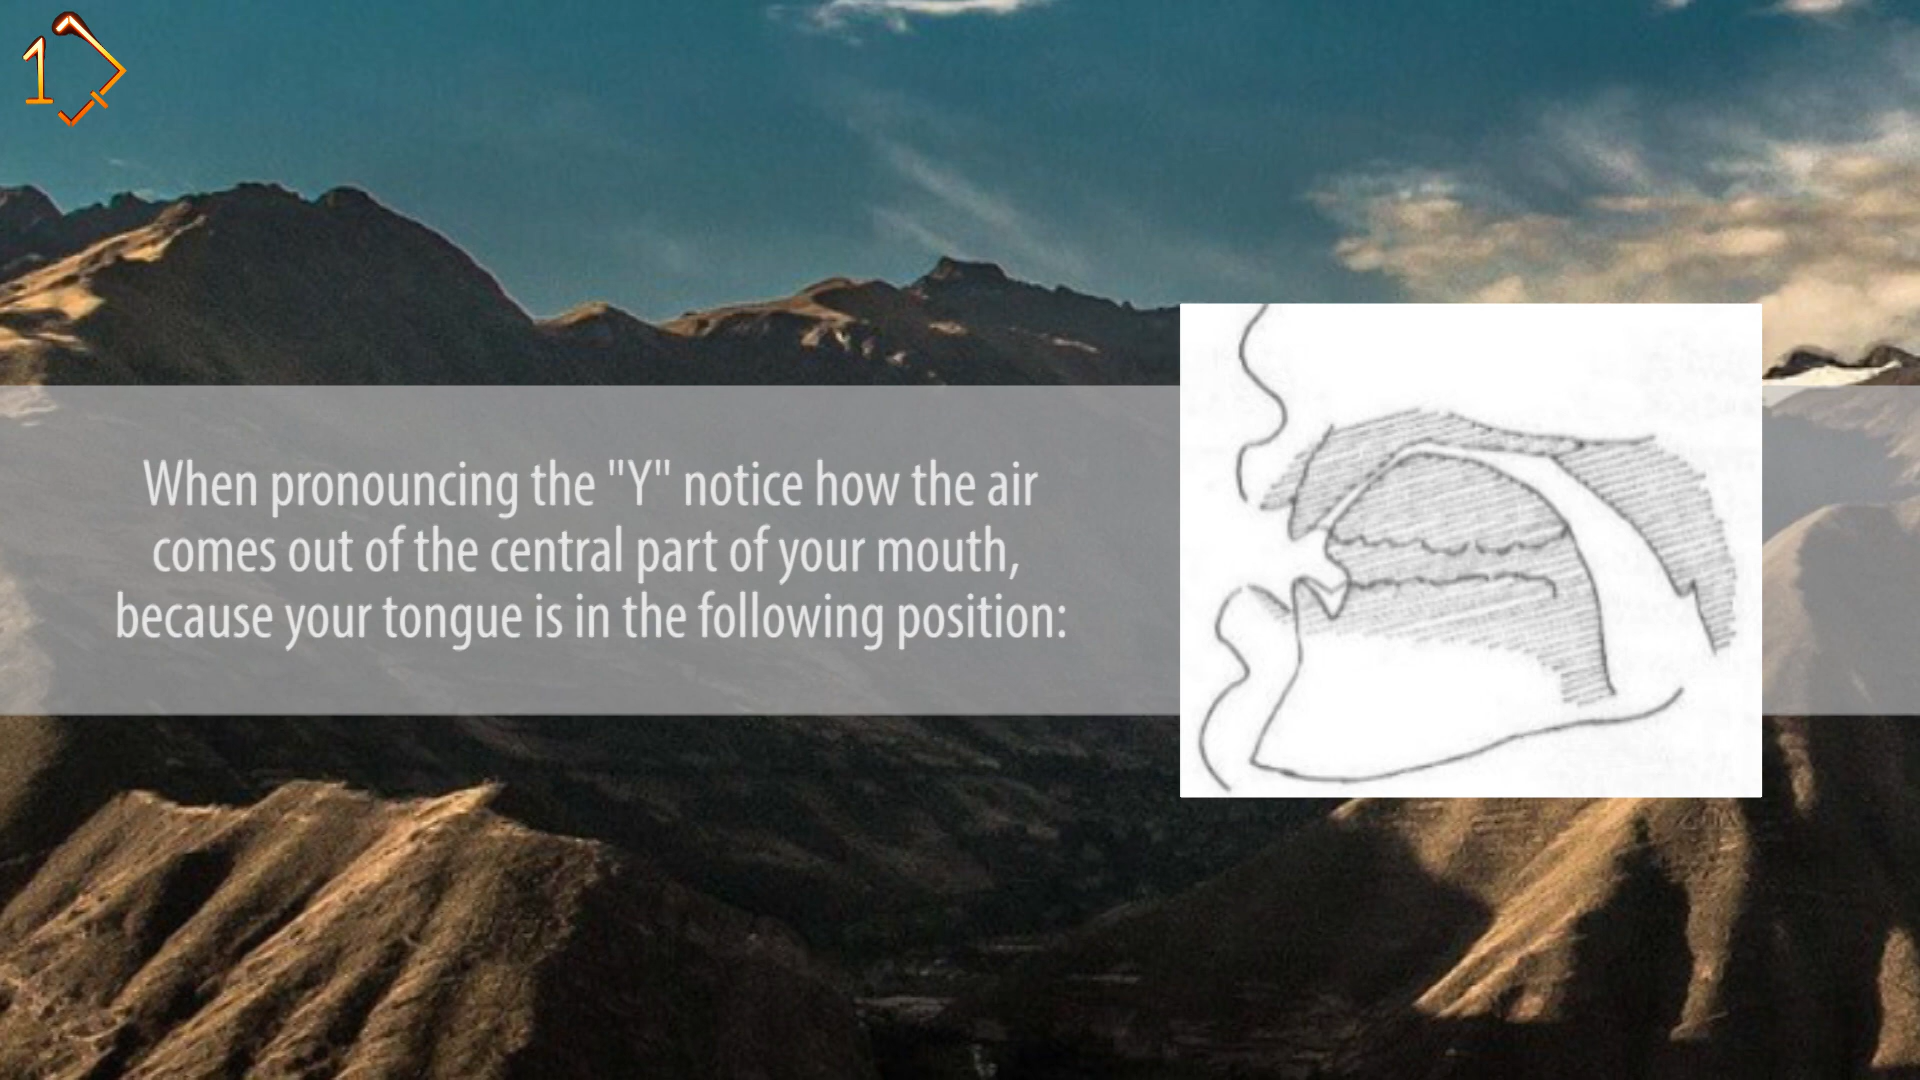 1
When pronouncing the "Y" notice how the air
comes out of the central part of your mouth,
because your tongue is in the following position: